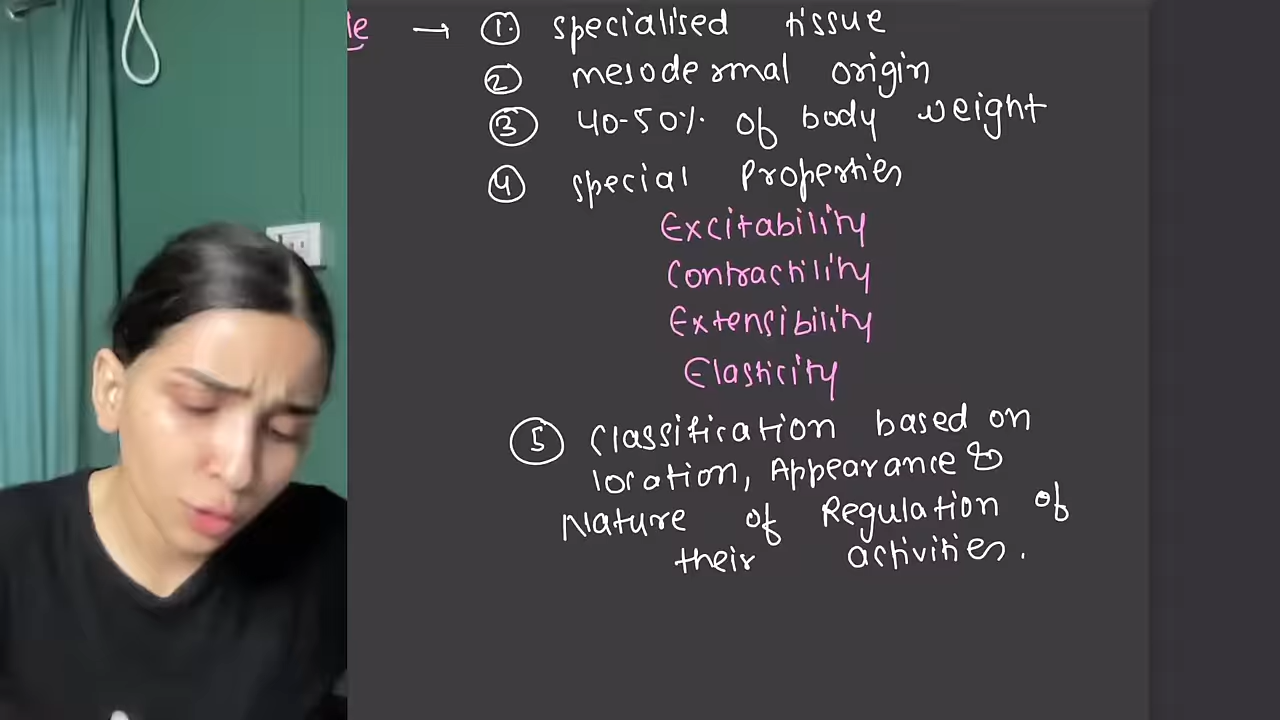 le → ① specialised tissue
② mesodermal origin
③ 40-50% of body weight
④ special Properties
Excitability
Contractility
Extensibility
Elasticity
⑤ Classification based on
location, Appearance &
Nature of Regulation of
their activities.